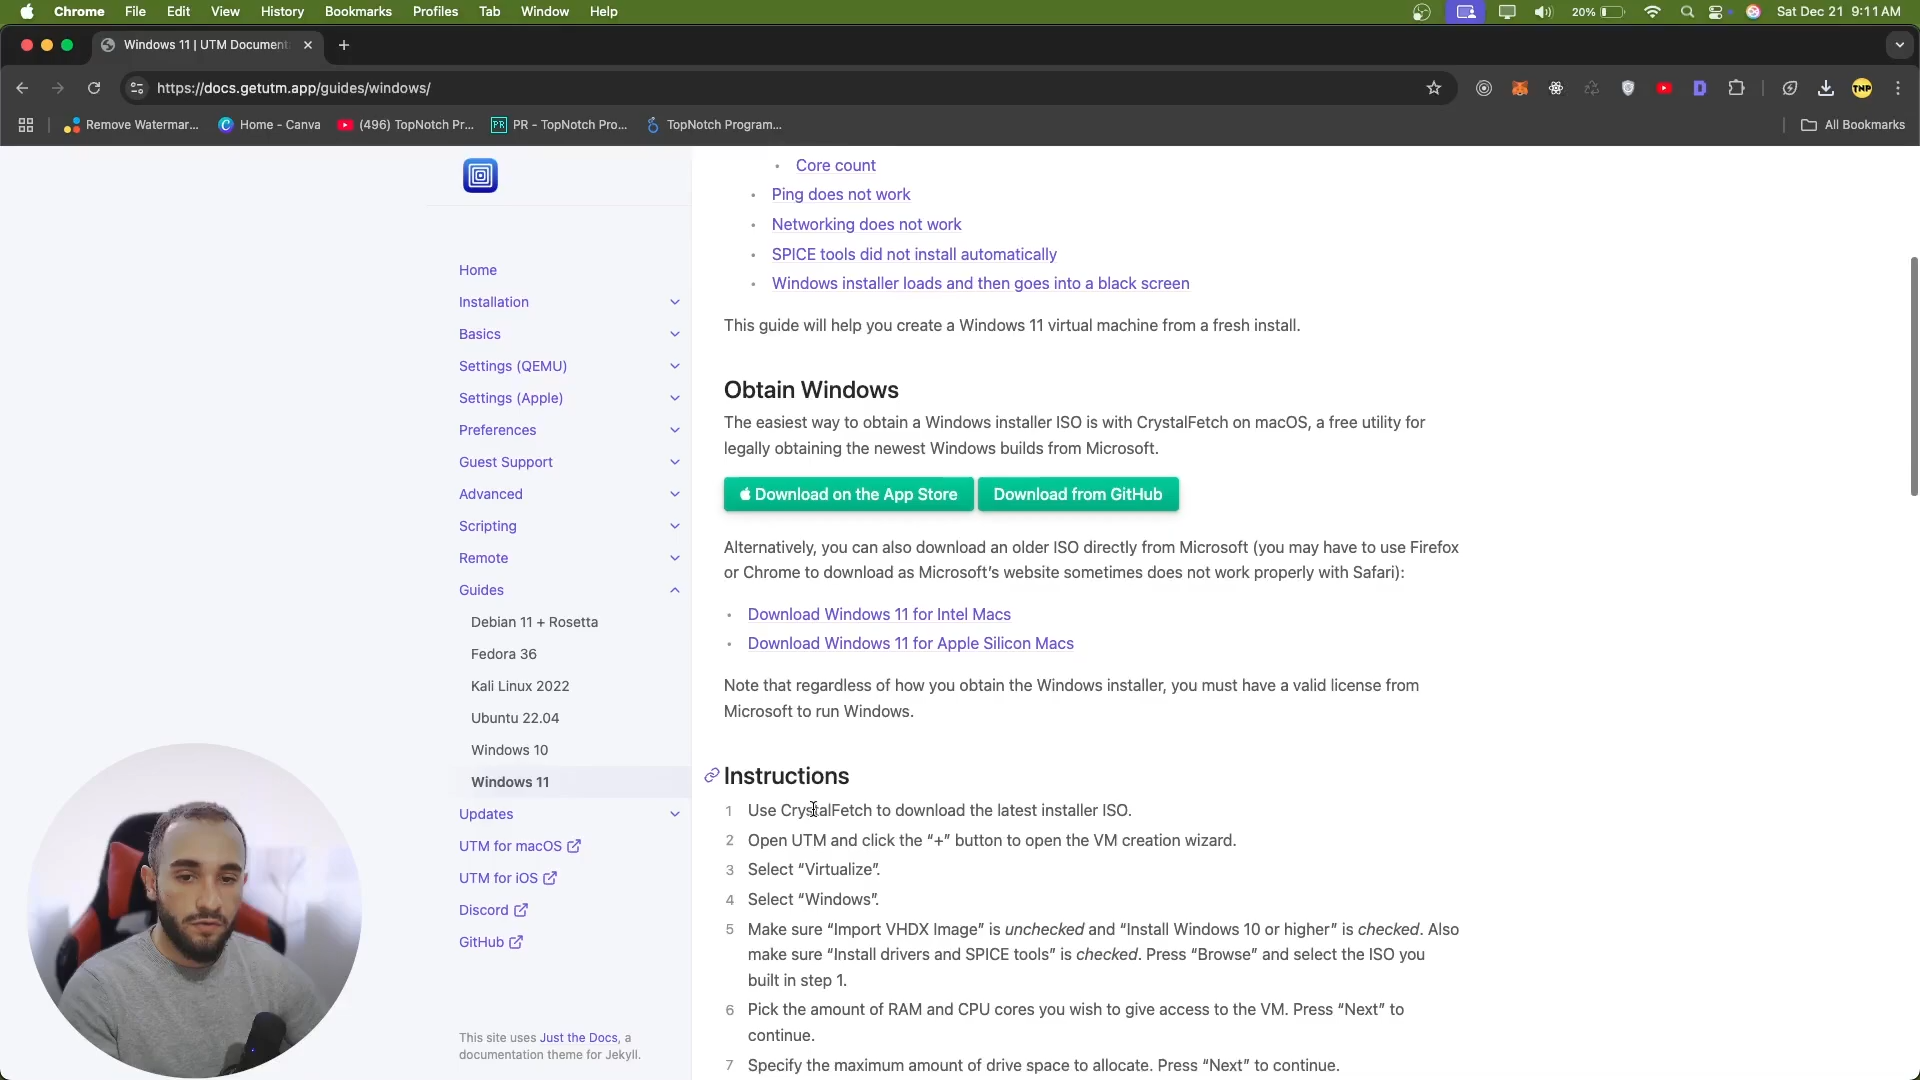 Chrome File Edit View History Bookmarks Profiles Tab Window Help 20% Sat Dec 21 9:11 AM
Windows 11 | UTM Document
https://docs.getutm.app/guides/windows/
TNP
Remove Watermar... Home - Canva (496) TopNotch Pr... PR - TopNotch Pro... TopNotch Program... All Bookmarks
Home
Installation
Basics
Settings (QEMU)
Settings (Apple)
Preferences
Guest Support
Advanced
Scripting
Remote
Guides
Debian 11 + Rosetta
Fedora 36
Kali Linux 2022
Ubuntu 22.04
Windows 10
Windows 11
Updates
UTM for macOS
UTM for iOS
Discord
GitHub
This site uses Just the Docs, a
documentation theme for Jekyll.
Core count
Ping does not work
Networking does not work
SPICE tools did not install automatically
Windows installer loads and then goes into a black screen
This guide will help you create a Windows 11 virtual machine from a fresh install.
Obtain Windows
The easiest way to obtain a Windows installer ISO is with CrystalFetch on macOS, a free utility for
legally obtaining the newest Windows builds from Microsoft.
Download on the App Store Download from GitHub
Alternatively, you can also download an older ISO directly from Microsoft (you may have to use Firefox
or Chrome to download as Microsoft's website sometimes does not work properly with Safari):
Download Windows 11 for Intel Macs
Download Windows 11 for Apple Silicon Macs
Note that regardless of how you obtain the Windows installer, you must have a valid license from
Microsoft to run Windows.
Instructions
1 Use CrystalFetch to download the latest installer ISO.
2 Open UTM and click the “+” button to open the VM creation wizard.
3 Select “Virtualize”.
4 Select “Windows”.
5 Make sure “Import VHDX Image” is unchecked and “Install Windows 10 or higher” is checked. Also
make sure “Install drivers and SPICE tools” is checked. Press “Browse” and select the ISO you
built in step 1.
6 Pick the amount of RAM and CPU cores you wish to give access to the VM. Press “Next” to
continue.
7 Specify the maximum amount of drive space to allocate. Press “Next” to continue.